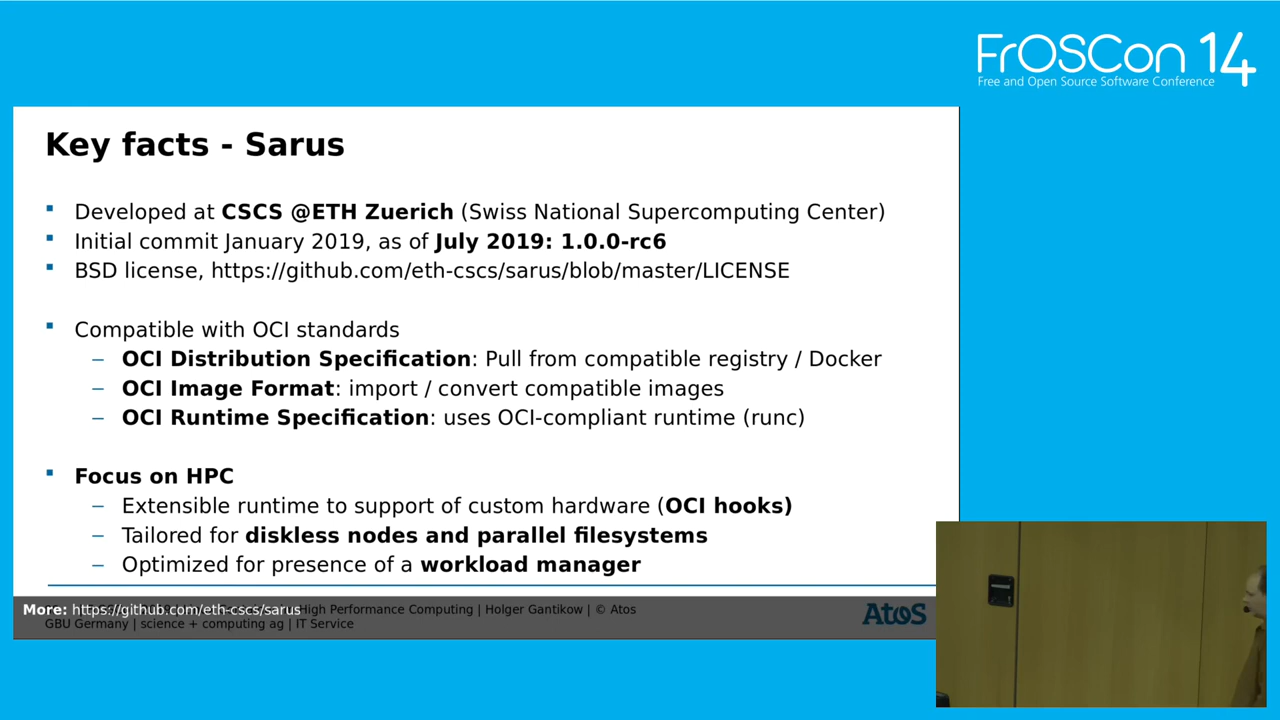 FrOSCon 14
Free and Open Source Software Conference
Key facts - Sarus
Developed at CSCS @ETH Zuerich (Swiss National Supercomputing Center)
Initial commit January 2019, as of July 2019: 1.0.0-rc6
BSD license, https://github.com/eth-cscs/sarus/blob/master/LICENSE
Compatible with OCI standards
– OCI Distribution Specification: Pull from compatible registry / Docker
– OCI Image Format: import / convert compatible images
– OCI Runtime Specification: uses OCI-compliant runtime (runc)
Focus on HPC
– Extensible runtime to support of custom hardware (OCI hooks)
– Tailored for diskless nodes and parallel filesystems
– Optimized for presence of a workload manager
More: https://github.com/eth-cscs/sarus
High Performance Computing | Holger Gantikow | © Atos
GBU Germany | science + computing ag | IT Service
Atos